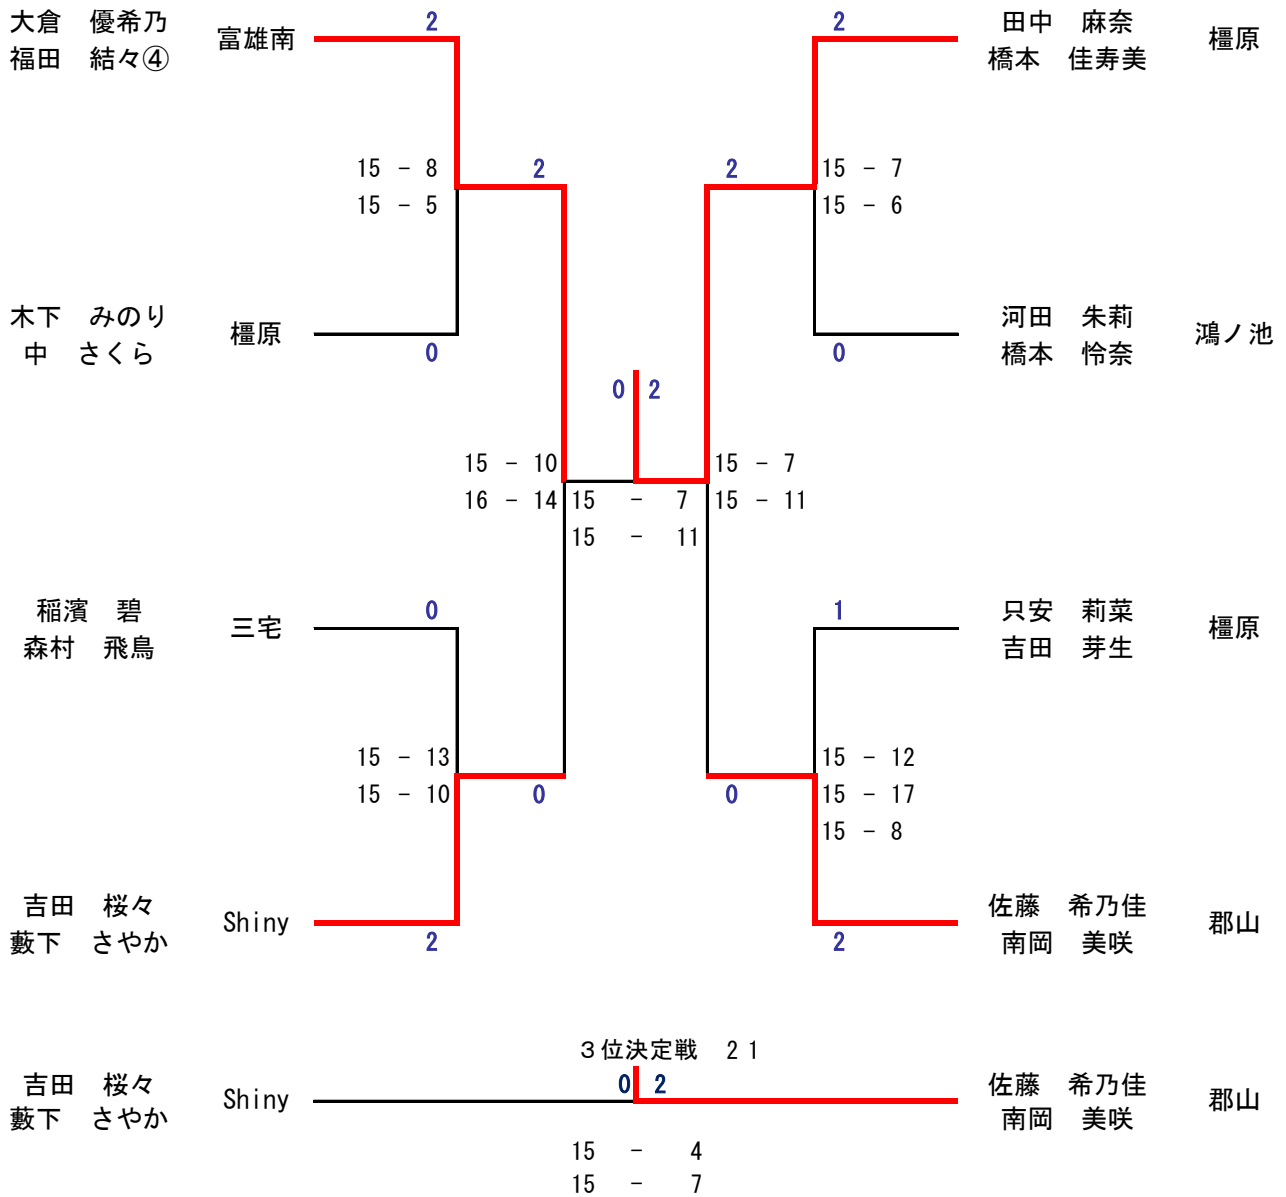 大倉　優希乃
福田　結々④
富雄南
2
2
田中　麻奈
橋本　佳寿美
橿原
15 － 8
15 － 5
2
2
15 － 7
15 － 6
木下　みのり
中　さくら
橿原
0
0
河田　朱莉
橋本　怜奈
鴻ノ池
0 2
15 － 10
16 － 14
15 － 7
15 － 11
15 － 7
15 － 11
稲濱　碧
森村　飛鳥
三宅
0
1
只安　莉菜
吉田　芽生
橿原
15 － 13
15 － 10
0
0
15 － 12
15 － 17
15 － 8
吉田　桜々
藪下　さやか
Shiny
2
2
佐藤　希乃佳
南岡　美咲
郡山
３位決定戦　2 1
吉田　桜々
藪下　さやか
Shiny
0 2
佐藤　希乃佳
南岡　美咲
郡山
15 － 4
15 － 7